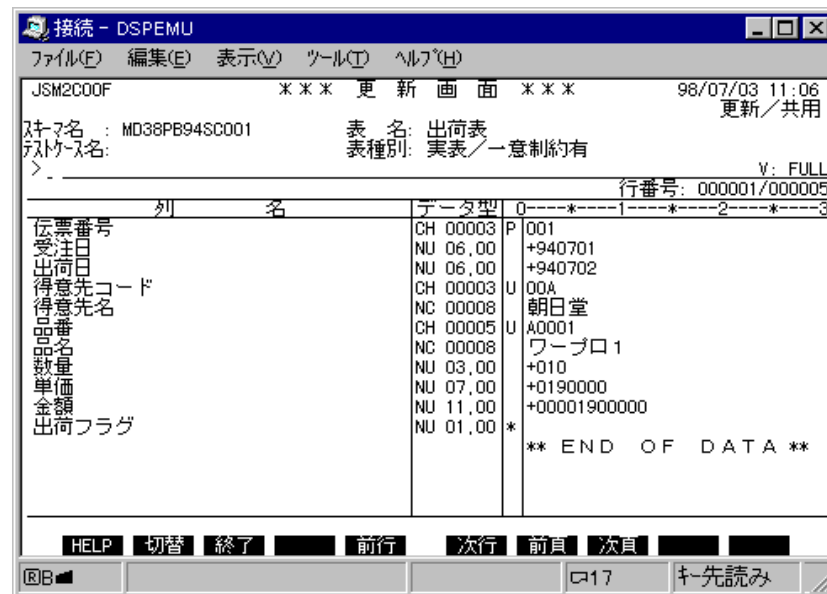 接続 - DSPEMU
ﾌｧｲﾙ(F) 編集(E) 表示(V) ﾂｰﾙ(T) ﾍﾙﾌﾟ(H)
JSM2C00F *** 更 新 画 面 *** 98/07/03 11:06
更新／共用
ｽｷｰﾏ名 : MD38PB94SC001 表 名: 出荷表
ﾃｽﾄｹｰｽ名: 表種別: 実表／一意制約有
>_ V: FULL
行番号: 000001/000005
列 名 データ型 0----*----1----*----2----*----3
伝票番号 CH 00003 P 001
受注日 NU 06,00 +940701
出荷日 NU 06,00 +940702
得意先コード CH 00003 U 00A
得意先名 NC 00008 朝日堂
品番 CH 00005 U A0001
品名 NC 00008 ワープロ１
数量 NU 03,00 +010
単価 NU 07,00 +0190000
金額 NU 11,00 +00001900000
出荷フラグ NU 01,00 *
** ＥＮＤ ＯＦ ＤＡＴＡ **
HELP 切替 終了 前行 次行 前頁 次頁
®B 17 ｷｰ先読み